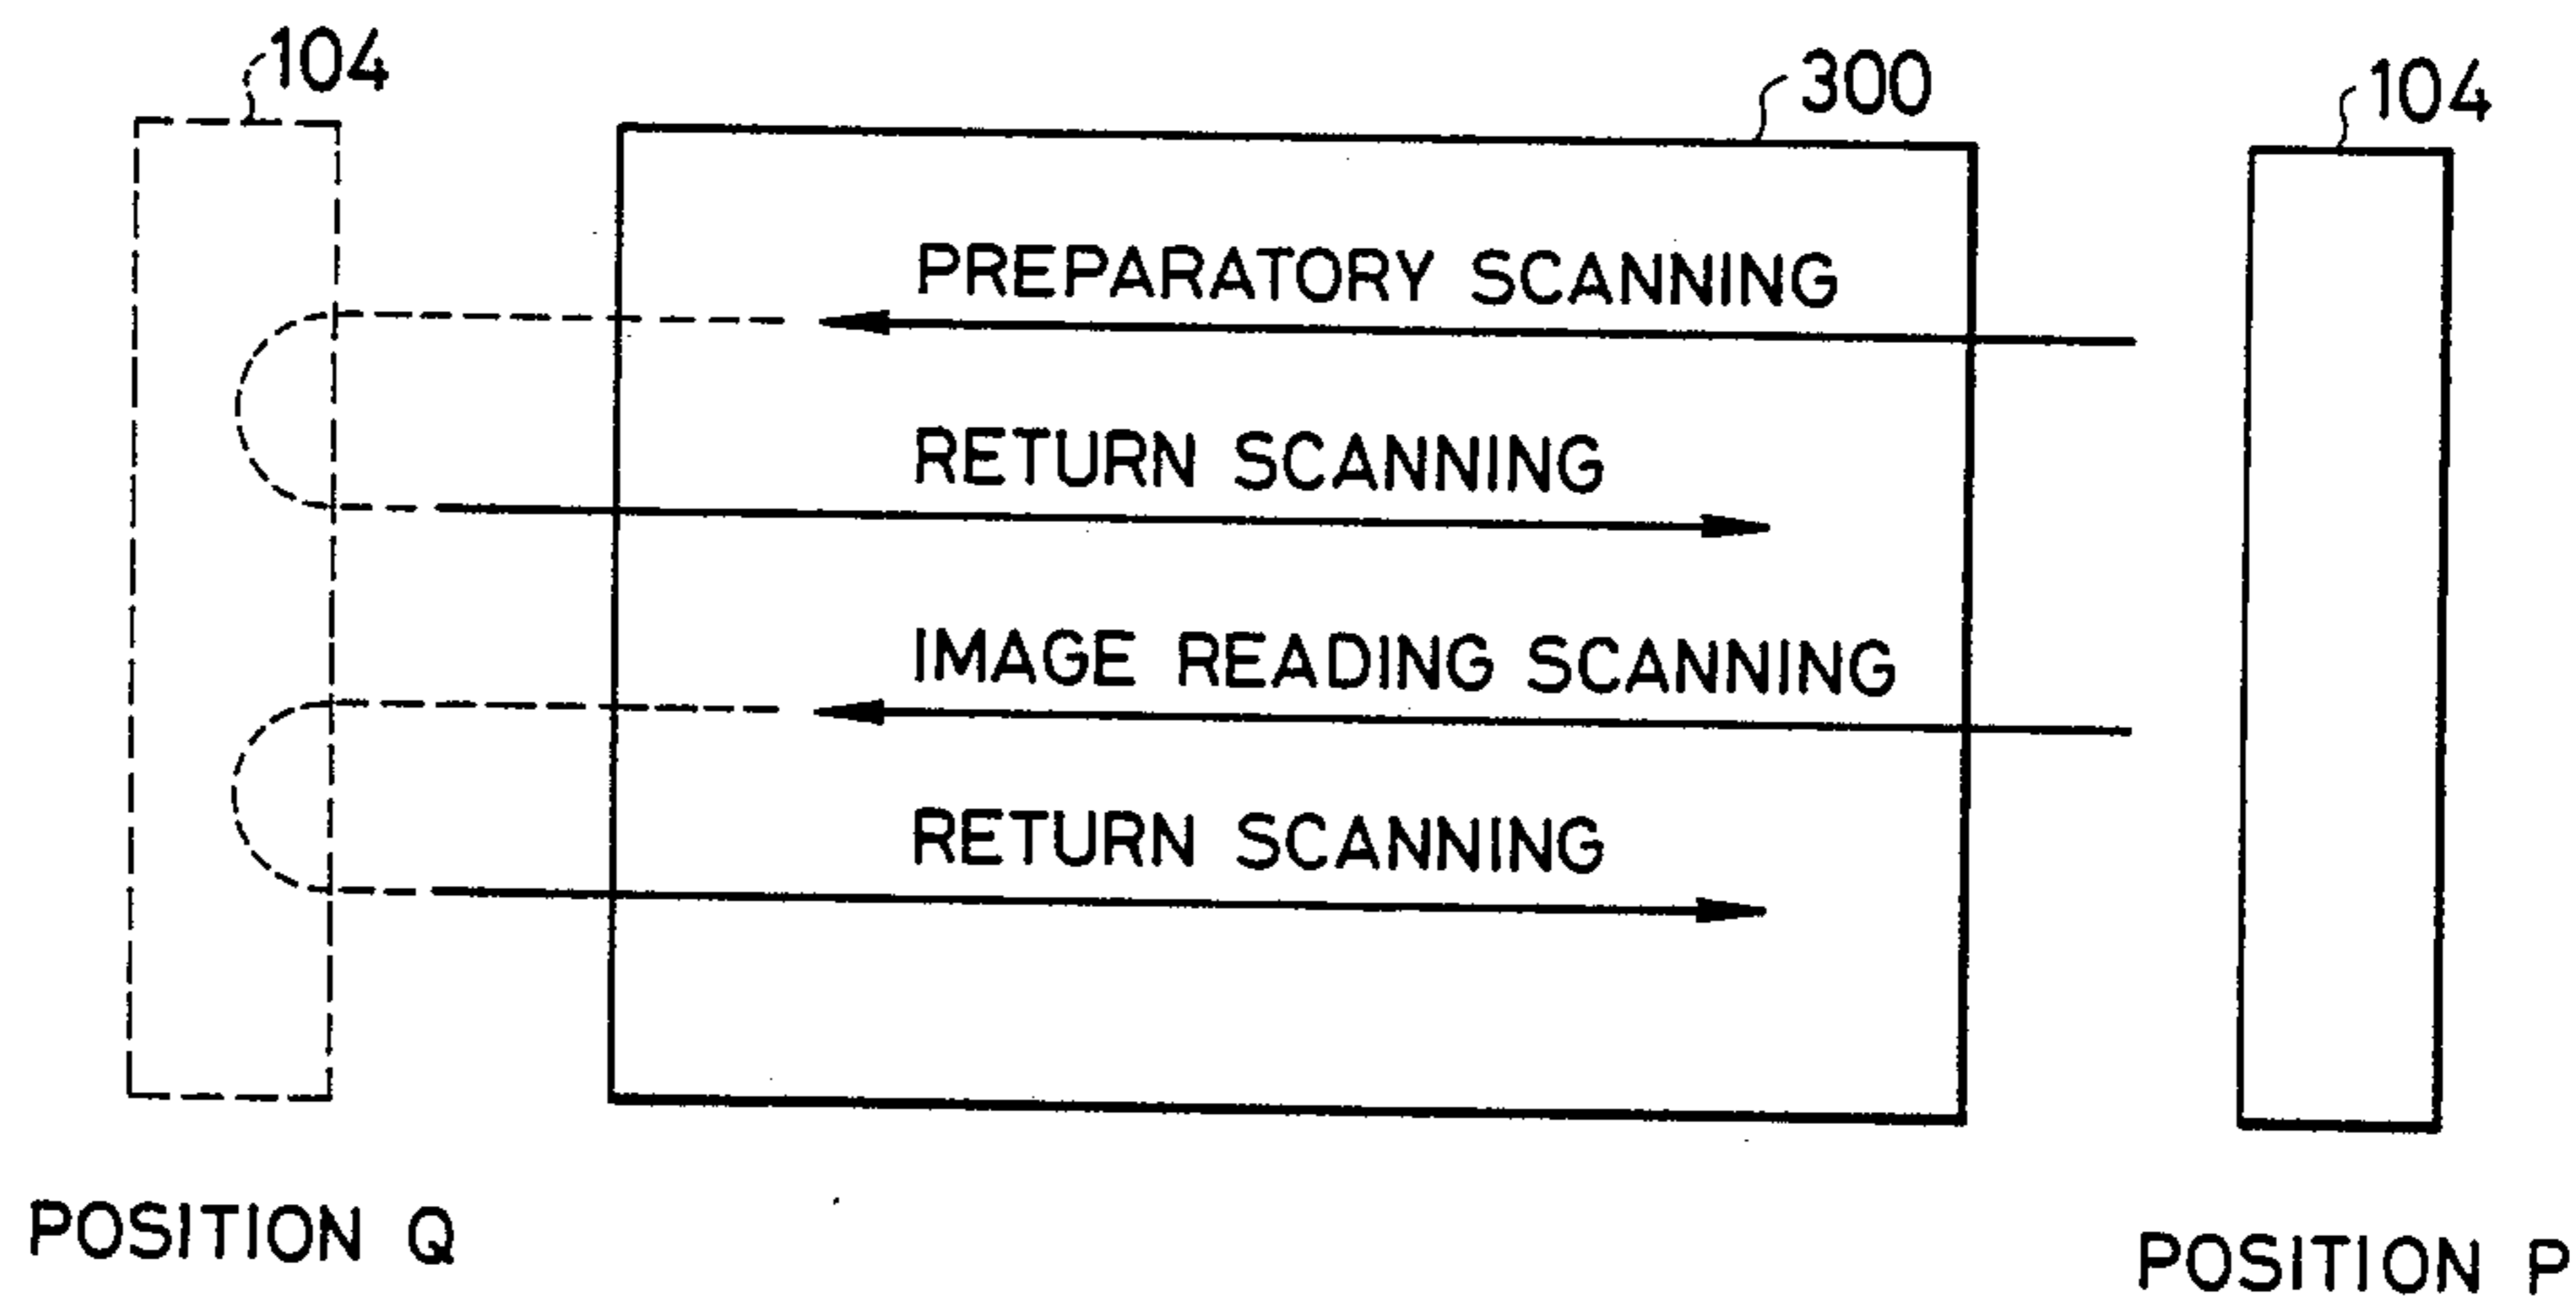 104
300
104
PREPARATORY SCANNING
RETURN SCANNING
IMAGE READING SCANNING
RETURN SCANNING
POSITION Q
POSITION P